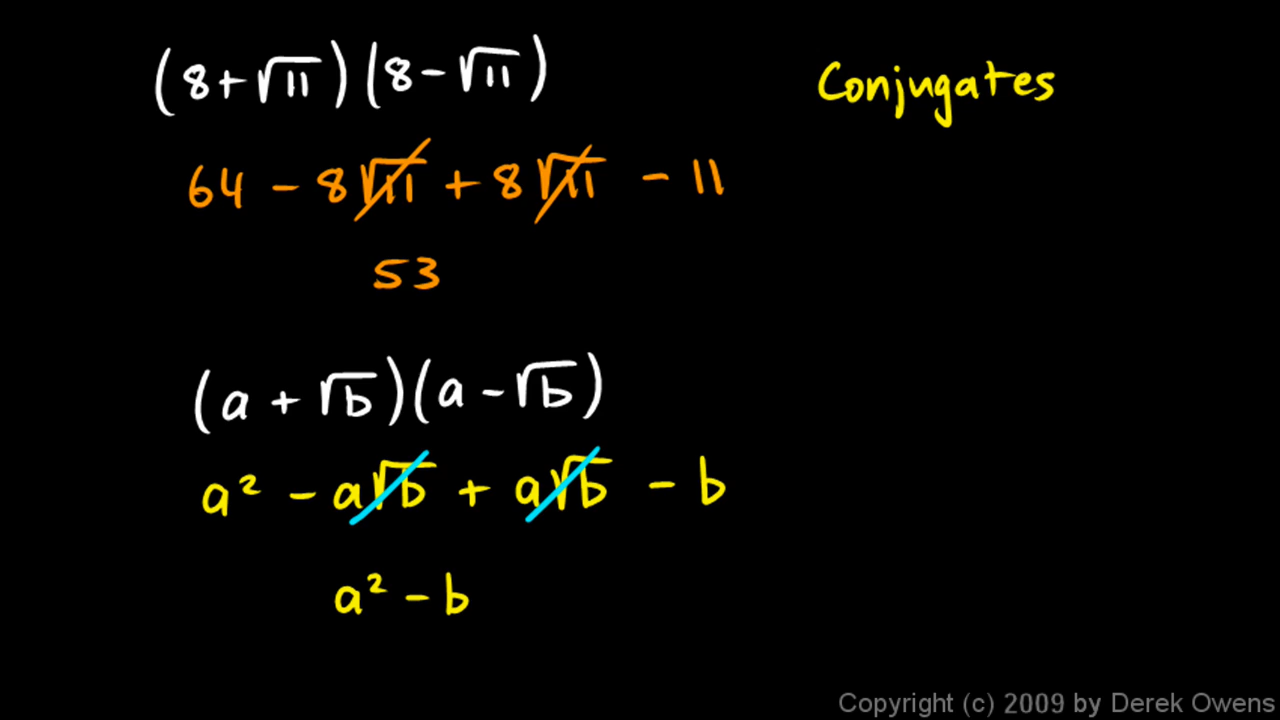 (8+√11)(8-√11)
Conjugates
64 - 8√11 + 8√11 - 11
53
(a + √b)(a - √b)
a² - a√b + a√b - b
a² - b
Copyright (c) 2009 by Derek Owens